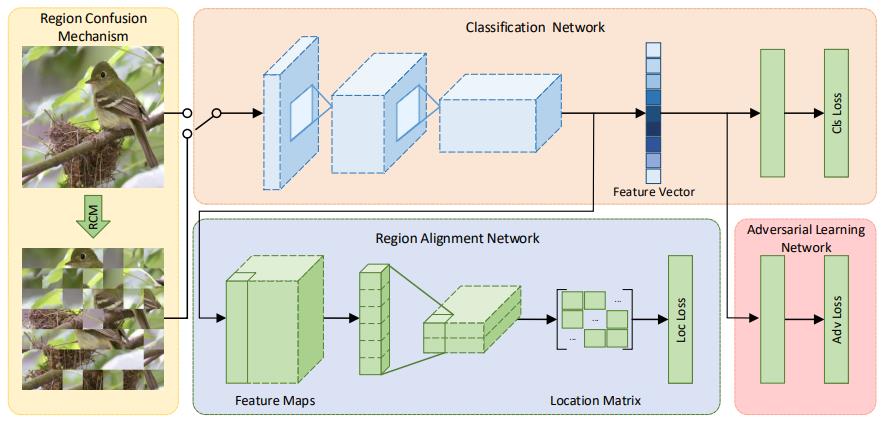 Region Confusion
Mechanism
RCM
Classification Network
Feature Vector
Cls Loss
Region Alignment Network
Feature Maps
...
...
...
Location Matrix
Loc Loss
Adversarial Learning
Network
Adv Loss